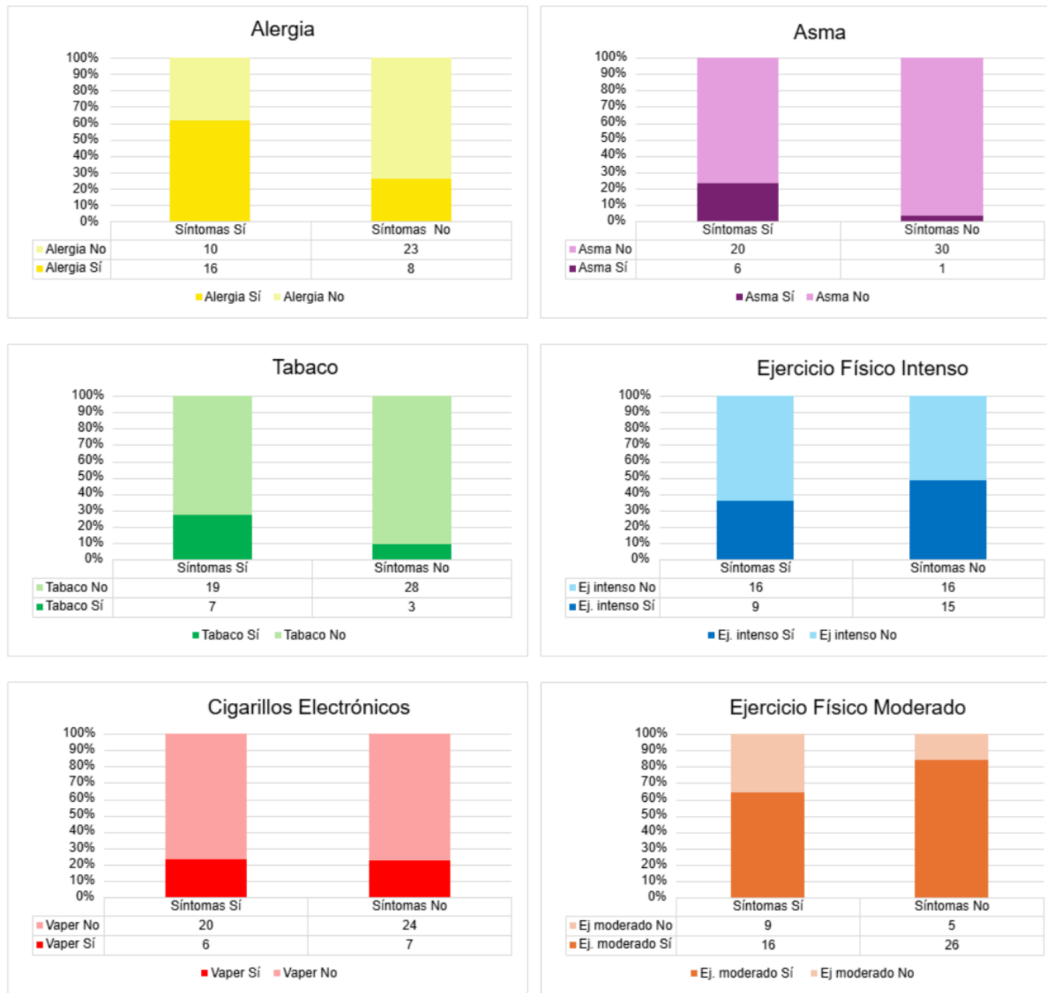 Alergia
100%
90%
80%
70%
60%
50%
40%
30%
20%
10%
0%
Síntomas Sí Síntomas No
Alergia No 10 23
Alergia Sí 16 8
Alergia Sí Alergia No
Asma
100%
90%
80%
70%
60%
50%
40%
30%
20%
10%
0%
Síntomas Sí Síntomas No
Asma No 20 30
Asma Sí 6 1
Asma Sí Asma No
Tabaco
100%
90%
80%
70%
60%
50%
40%
30%
20%
10%
0%
Síntomas Sí Síntomas No
Tabaco No 19 28
Tabaco Sí 7 3
Tabaco Sí Tabaco No
Ejercicio Físico Intenso
100%
90%
80%
70%
60%
50%
40%
30%
20%
10%
0%
Síntomas Sí Síntomas No
Ej intenso No 16 16
Ej. intenso Sí 9 15
Ej. intenso Sí Ej intenso No
Cigarillos Electrónicos
100%
90%
80%
70%
60%
50%
40%
30%
20%
10%
0%
Síntomas Sí Síntomas No
Vaper No 20 24
Vaper Sí 6 7
Vaper Sí Vaper No
Ejercicio Físico Moderado
100%
90%
80%
70%
60%
50%
40%
30%
20%
10%
0%
Síntomas Sí Síntomas No
Ej moderado No 9 5
Ej. moderado Sí 16 26
Ej. moderado Sí Ej moderado No